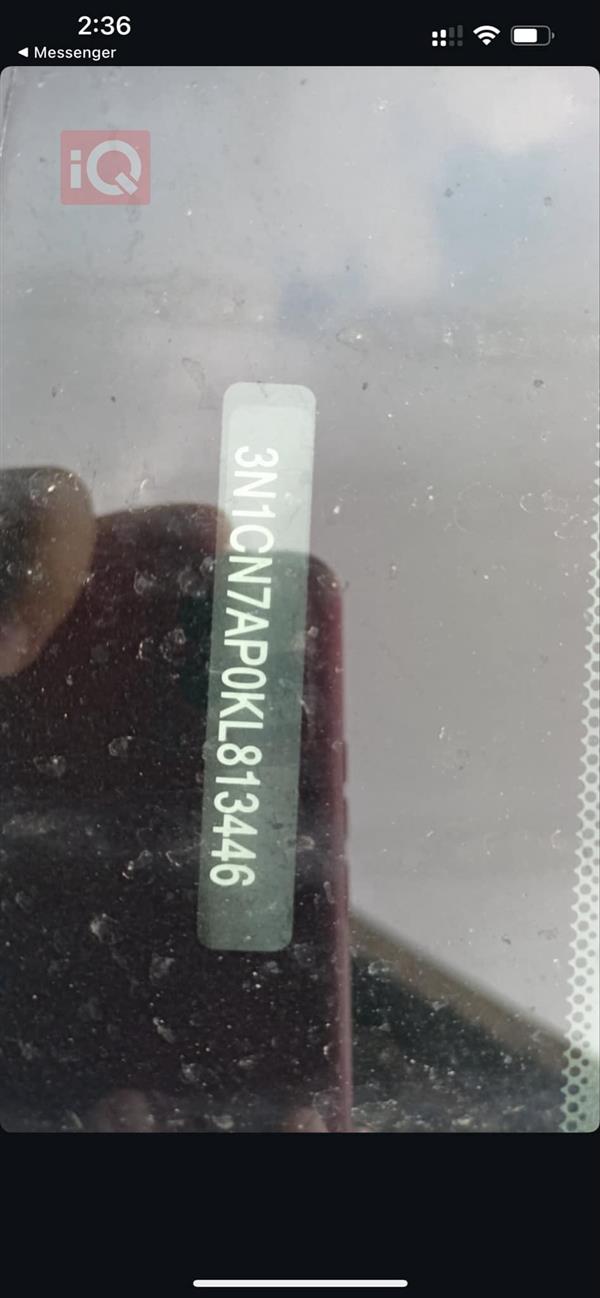 2:36
◀ Messenger
iQ
3N1CN7AP0KL813446